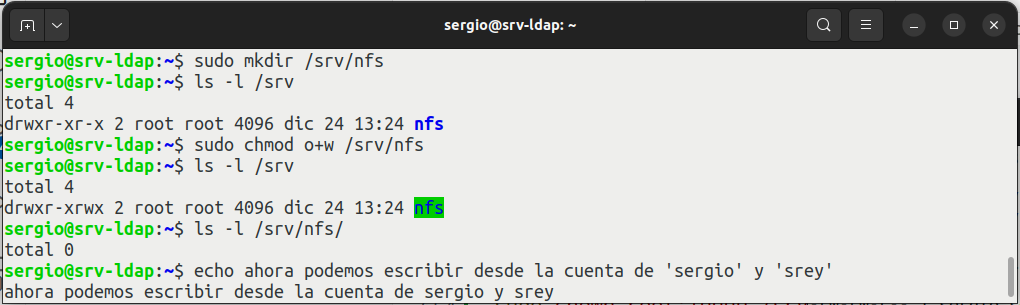 sergio@srv-ldap: ~
sergio@srv-ldap:~$ sudo mkdir /srv/nfs
sergio@srv-ldap:~$ ls -l /srv
total 4
drwxr-xr-x 2 root root 4096 dic 24 13:24 nfs
sergio@srv-ldap:~$ sudo chmod o+w /srv/nfs
sergio@srv-ldap:~$ ls -l /srv
total 4
drwxr-xrwx 2 root root 4096 dic 24 13:24 nfs
sergio@srv-ldap:~$ ls -l /srv/nfs/
total 0
sergio@srv-ldap:~$ echo ahora podemos escribir desde la cuenta de 'sergio' y 'srey'
ahora podemos escribir desde la cuenta de sergio y srey